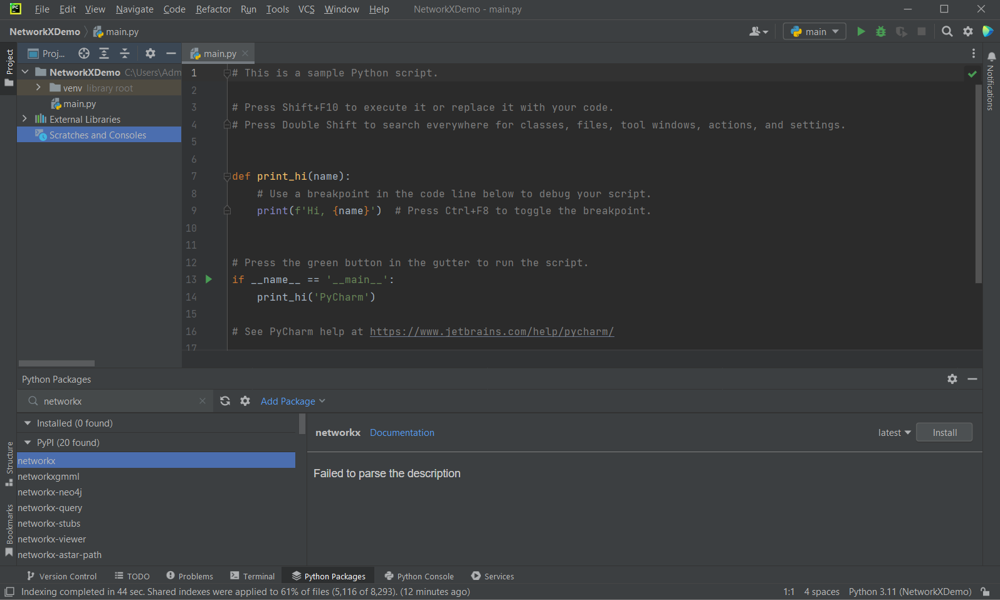 PC File Edit View Navigate Code Refactor Run Tools VCS Window Help NetworkXDemo - main.py
NetworkXDemo main.py main
Project
Proj...
main.py
NetworkXDemo C:\Users\Adm
venv library root
main.py
External Libraries
Scratches and Consoles
1 # This is a sample Python script.
2
3 # Press Shift+F10 to execute it or replace it with your code.
4 # Press Double Shift to search everywhere for classes, files, tool windows, actions, and settings.
5
6
7 def print_hi(name):
8 # Use a breakpoint in the code line below to debug your script.
9 print(f'Hi, {name}') # Press Ctrl+F8 to toggle the breakpoint.
10
11
12 # Press the green button in the gutter to run the script.
13 if __name__ == '__main__':
14 print_hi('PyCharm')
15
16 # See PyCharm help at https://www.jetbrains.com/help/pycharm/
17
Notifications
Python Packages
networkx Add Package
Installed (0 found)
PyPI (20 found)
networkx
networkxgmml
networkx-neo4j
networkx-query
networkx-stubs
networkx-viewer
networkx-astar-path
networkx Documentation latest Install
Failed to parse the description
Structure
Bookmarks
Version Control TODO Problems Terminal Python Packages Python Console Services
Indexing completed in 44 sec. Shared indexes were applied to 61% of files (5,116 of 8,293). (12 minutes ago) 1:1 4 spaces Python 3.11 (NetworkXDemo)